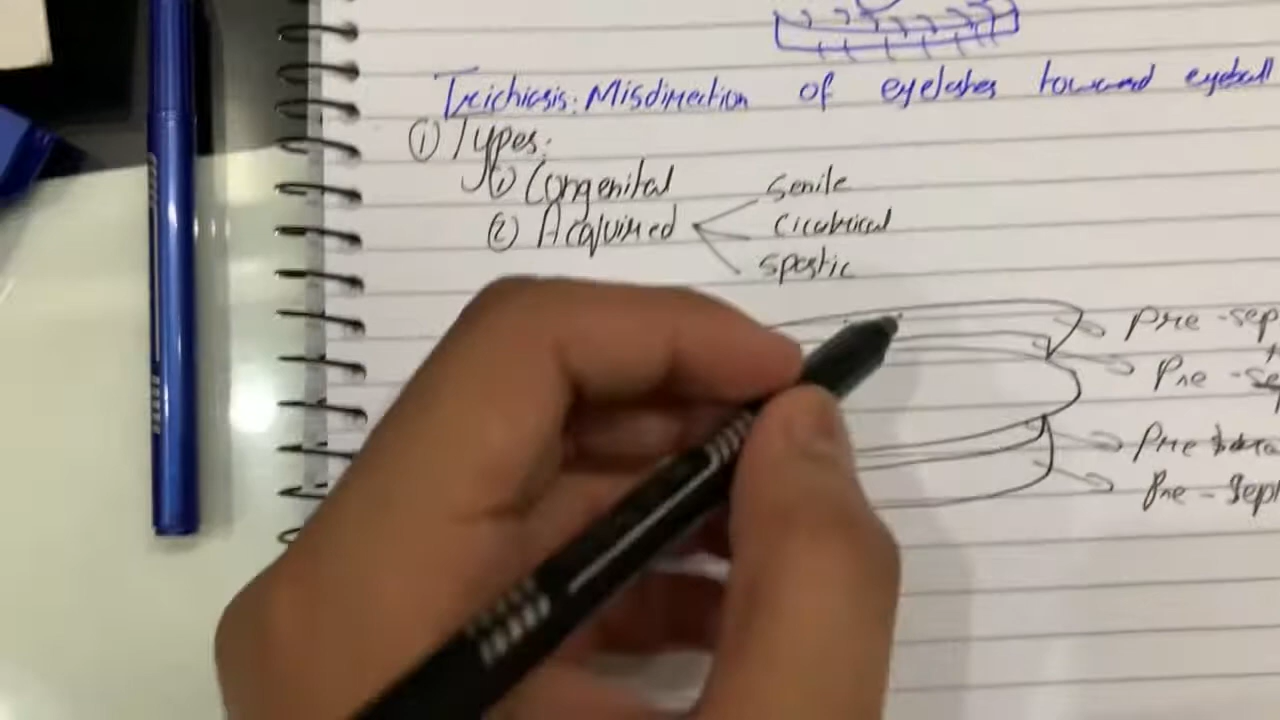 Trichiasis: Misdirection of eyelashes toward eyeball
① Types:
① Congenital
② Acquired
Senile
Cicatrical
Spastic
Pre-sep
Pre-se
Pre
Pre-sep